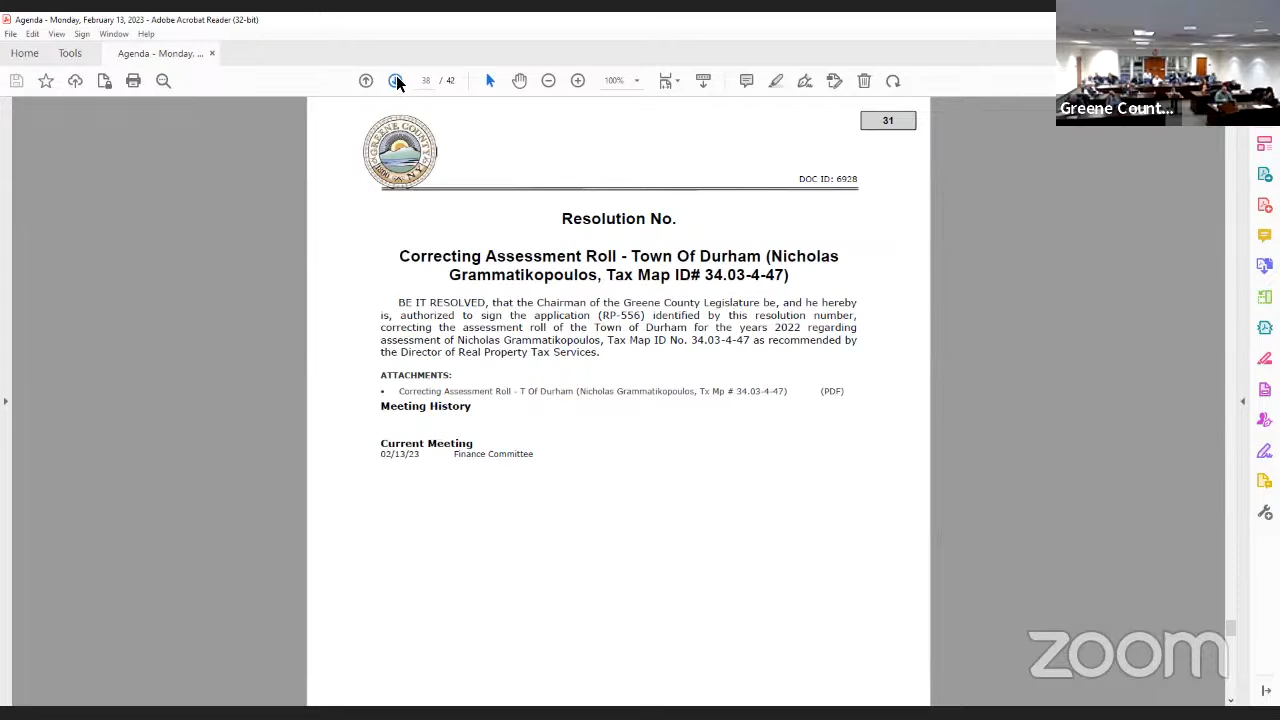 Agenda - Monday, February 13, 2023 - Adobe Acrobat Reader (32-bit)
File Edit View Sign Window Help
Home Tools Agenda - Monday, ... ×
38 / 42 100%
Greene Count...
31
GREENE COUNTY
1800 N.Y.
DOC ID: 6928
Resolution No.
Correcting Assessment Roll - Town Of Durham (Nicholas
Grammatikopoulos, Tax Map ID# 34.03-4-47)
BE IT RESOLVED, that the Chairman of the Greene County Legislature be, and he hereby
is, authorized to sign the application (RP-556) identified by this resolution number,
correcting the assessment roll of the Town of Durham for the years 2022 regarding
assessment of Nicholas Grammatikopoulos, Tax Map ID No. 34.03-4-47 as recommended by
the Director of Real Property Tax Services.
ATTACHMENTS:
• Correcting Assessment Roll - T Of Durham (Nicholas Grammatikopoulos, Tx Mp # 34.03-4-47) (PDF)
Meeting History
Current Meeting
02/13/23 Finance Committee
zoom